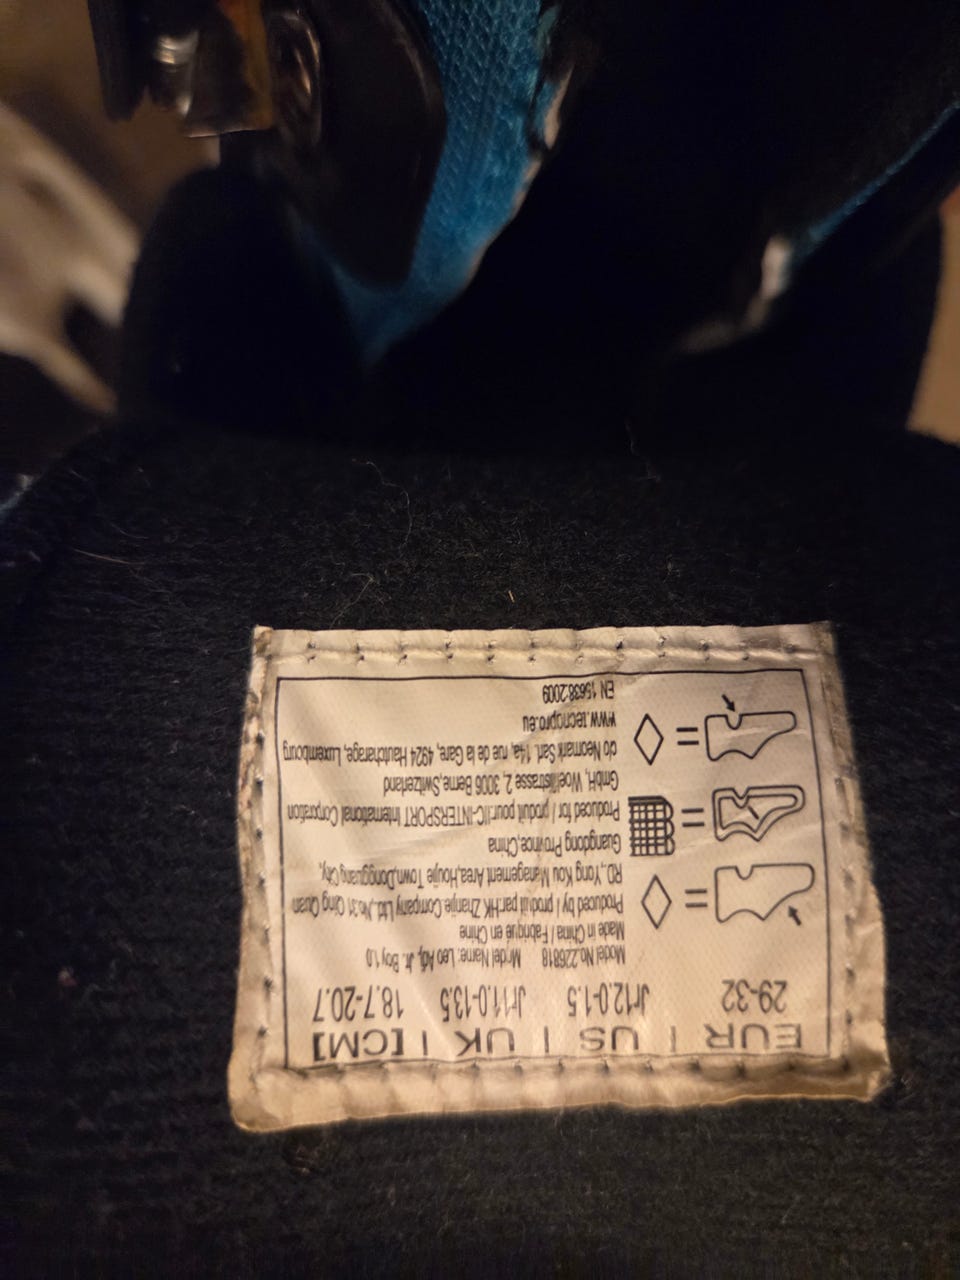 EUR | US | UK | [CM]
29-32 Jr12.0-1.5 Jr11.0-13.5 18.7-20.7
Model No.226818 Model Name: Leo Adj. Jr. Boy 1.0
Made in China / Fabriqué en Chine
Produced by / produit par:HK Zhanjie Company Ltd.,No.31 Qing Quan
RD., Yong Kou Management Area,Houjie Town,Dongguang City,
Guangdong Province,China
Produced for / produit pour:IIC-INTERSPORT International Corporation
GmbH, Woelflistrasse 2, 3006 Berne,Switzerland
c/o Neomark Sarl. 14a, rue de la Gare, 4924 Hautcharage, Luxembourg
www.tecnopro.eu
EN 15638:2009